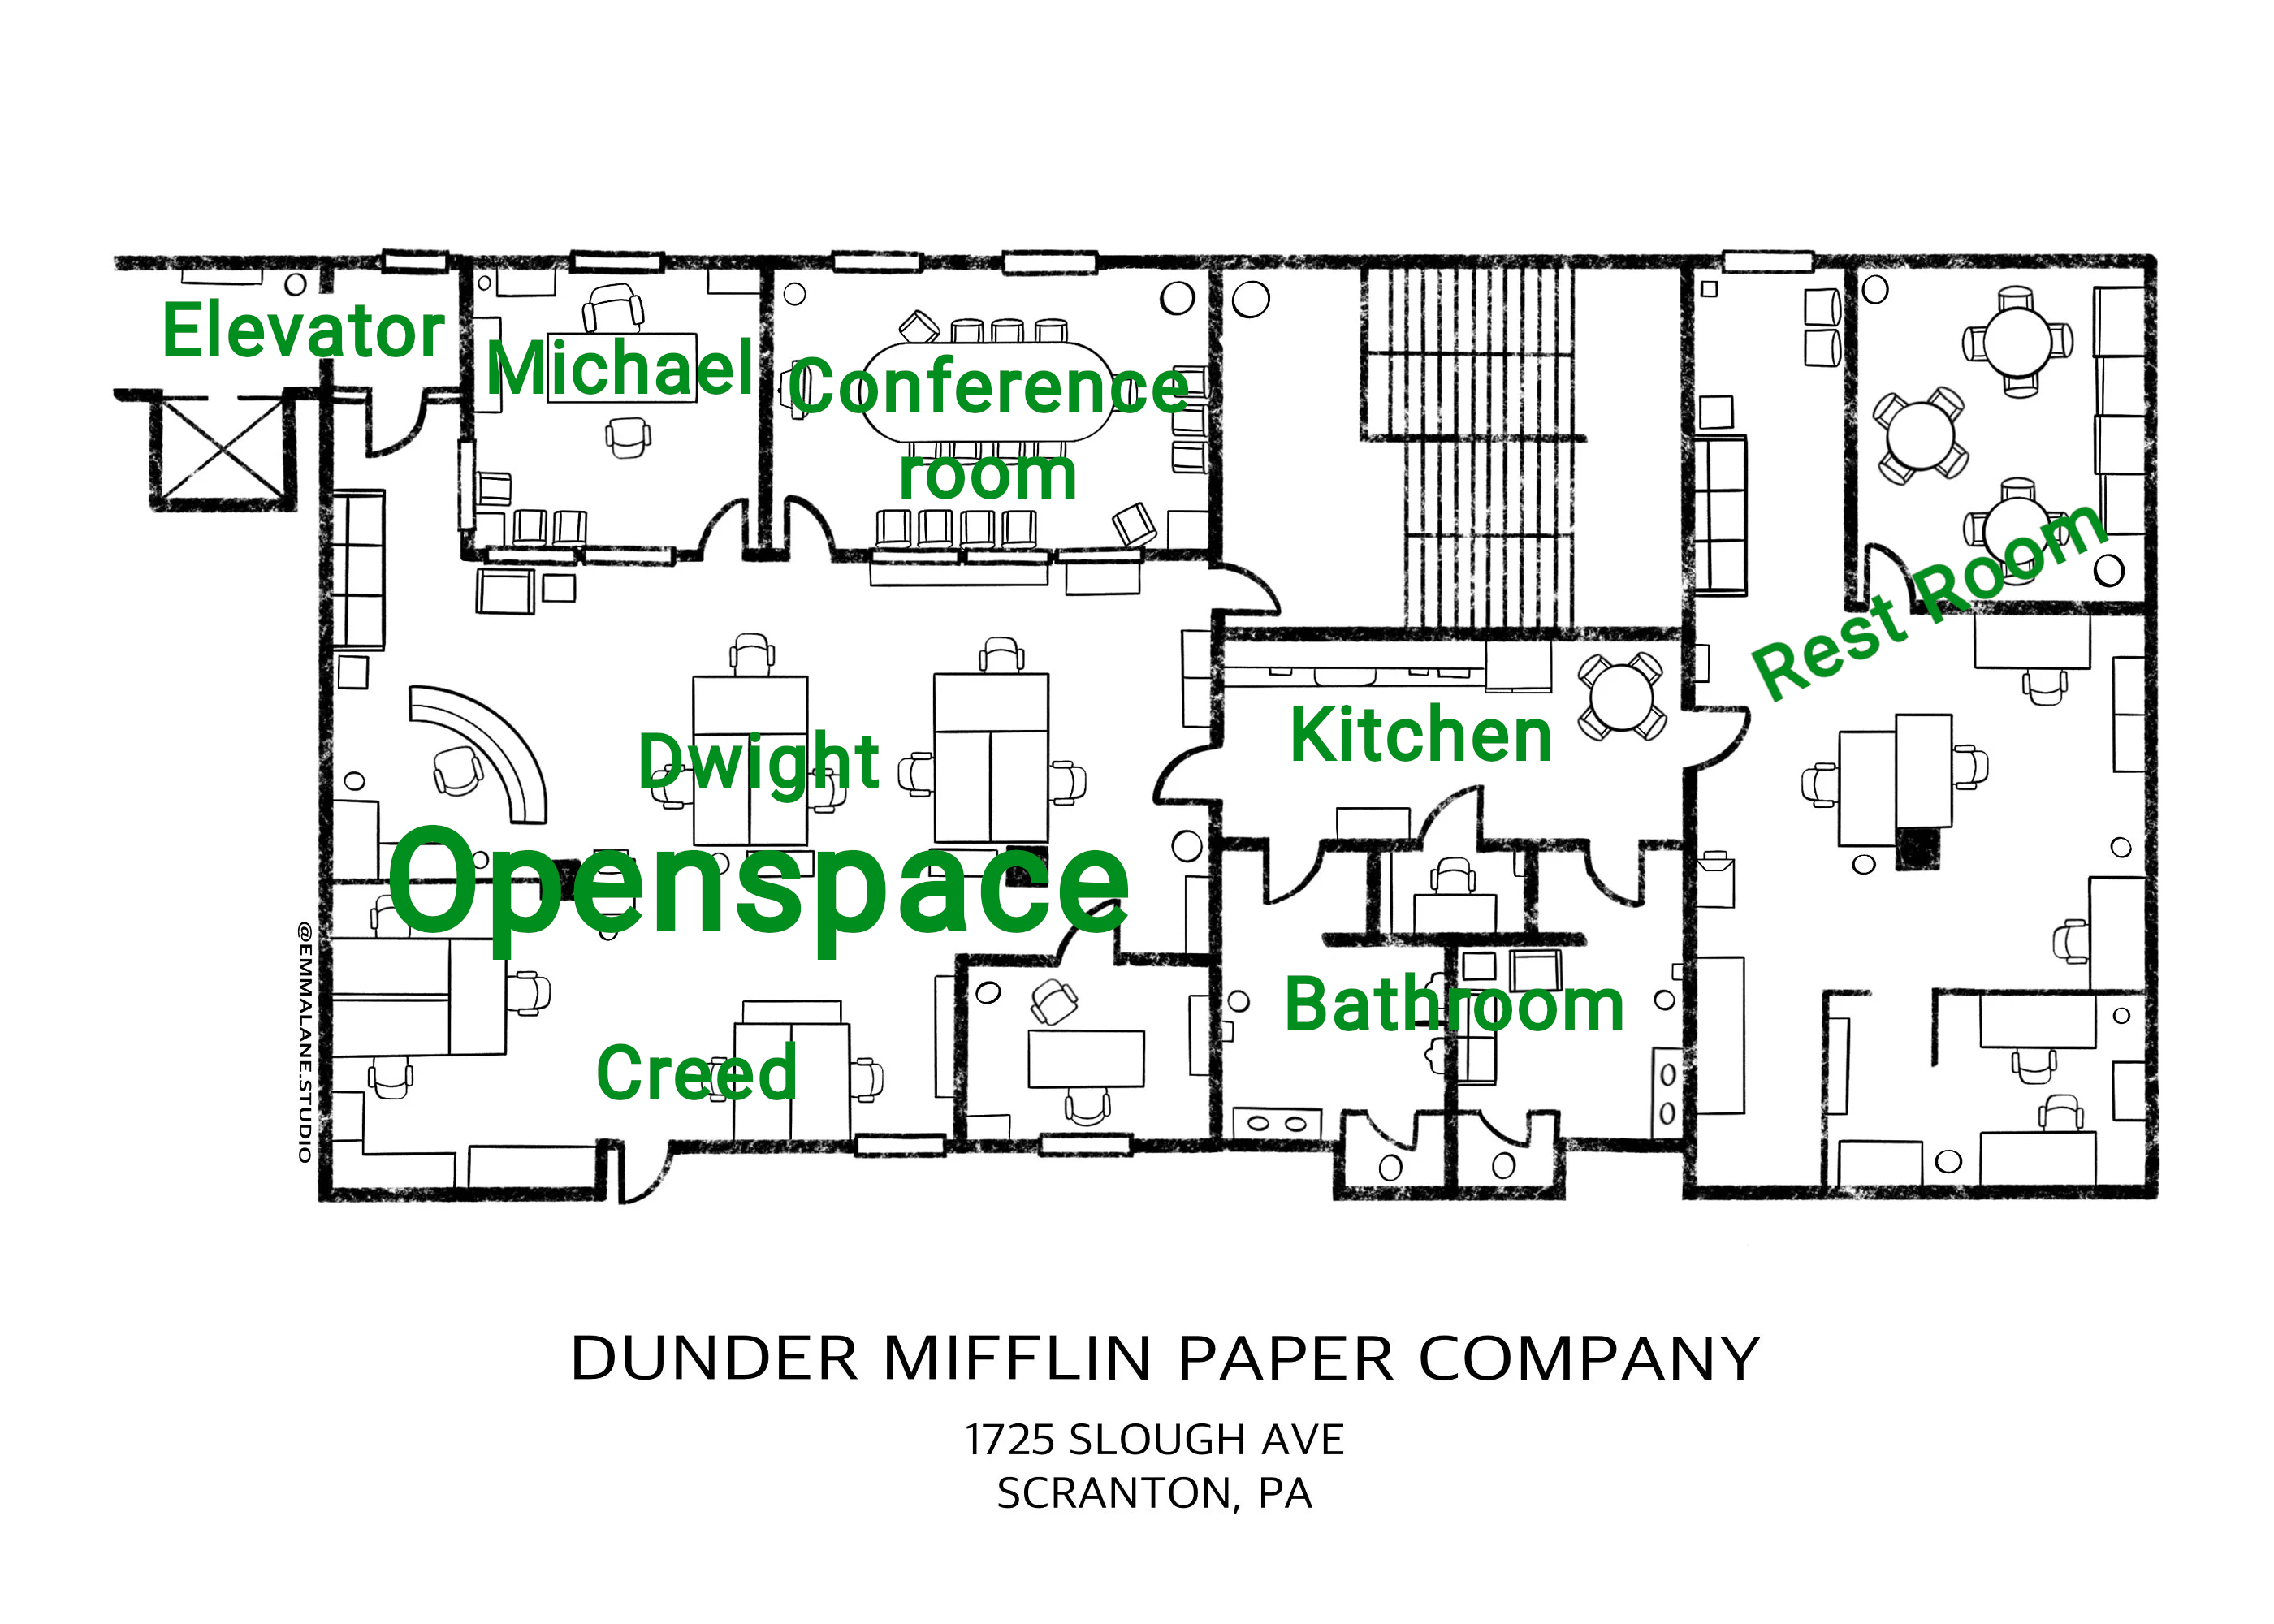 Elevator
Michael
Conference
room
Rest Room
Kitchen
Dwight
Openspace
Bathroom
Creed
@EMMALANE.STUDIO
DUNDER MIFFLIN PAPER COMPANY
1725 SLOUGH AVE
SCRANTON, PA